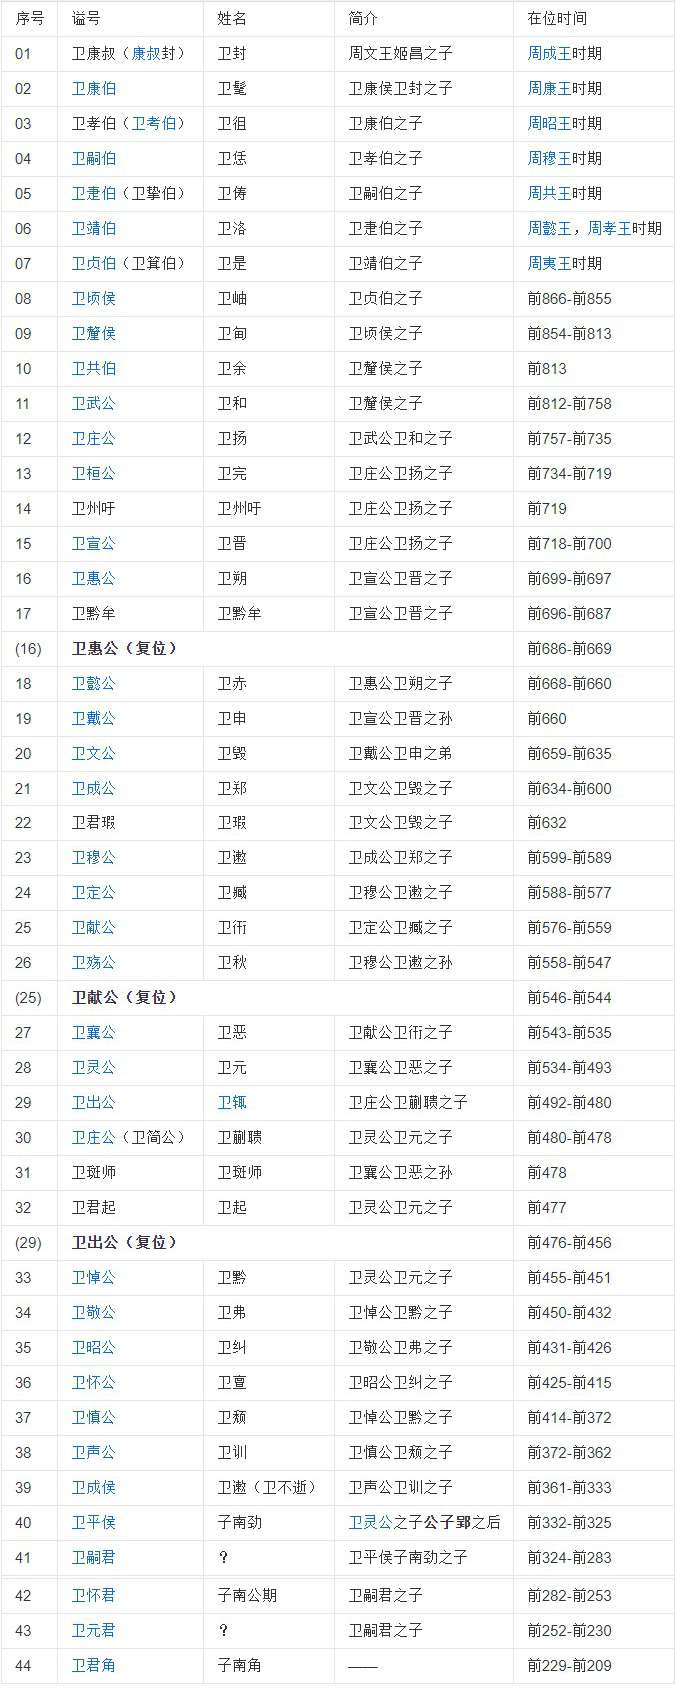 序号 谥号 姓名 简介 在位时间
01 卫康叔（康叔封） 卫封 周文王姬昌之子 周成王时期
02 卫康伯 卫髦 卫康侯卫封之子 周康王时期
03 卫孝伯（卫考伯） 卫徂 卫康伯之子 周昭王时期
04 卫嗣伯 卫恁 卫孝伯之子 周穆王时期
05 卫疌伯（卫挚伯） 卫俦 卫嗣伯之子 周共王时期
06 卫靖伯 卫洛 卫疌伯之子 周懿王，周孝王时期
07 卫贞伯（卫箕伯） 卫是 卫靖伯之子 周夷王时期
08 卫顷侯 卫岫 卫贞伯之子 前866-前855
09 卫釐侯 卫甸 卫顷侯之子 前854-前813
10 卫共伯 卫余 卫釐侯之子 前813
11 卫武公 卫和 卫釐侯之子 前812-前758
12 卫庄公 卫扬 卫武公卫和之子 前757-前735
13 卫桓公 卫完 卫庄公卫扬之子 前734-前719
14 卫州吁 卫州吁 卫庄公卫扬之子 前719
15 卫宣公 卫晋 卫庄公卫扬之子 前718-前700
16 卫惠公 卫朔 卫宣公卫晋之子 前699-前697
17 卫黔牟 卫黔牟 卫宣公卫晋之子 前696-前687
(16) 卫惠公（复位） 前686-前669
18 卫懿公 卫赤 卫惠公卫朔之子 前668-前660
19 卫戴公 卫申 卫宣公卫晋之孙 前660
20 卫文公 卫毁 卫戴公卫申之弟 前659-前635
21 卫成公 卫郑 卫文公卫毁之子 前634-前600
22 卫君瑕 卫瑕 卫文公卫毁之子 前632
23 卫穆公 卫遫 卫成公卫郑之子 前599-前589
24 卫定公 卫臧 卫穆公卫遫之子 前588-前577
25 卫献公 卫衎 卫定公卫臧之子 前576-前559
26 卫殇公 卫秋 卫穆公卫遫之孙 前558-前547
(25) 卫献公（复位） 前546-前544
27 卫襄公 卫恶 卫献公卫衎之子 前543-前535
28 卫灵公 卫元 卫襄公卫恶之子 前534-前493
29 卫出公 卫辄 卫庄公卫蒯聩之子 前492-前480
30 卫庄公（卫简公） 卫蒯聩 卫灵公卫元之子 前480-前478
31 卫斑师 卫斑师 卫襄公卫恶之孙 前478
32 卫君起 卫起 卫灵公卫元之子 前477
(29) 卫出公（复位） 前476-前456
33 卫悼公 卫黔 卫灵公卫元之子 前455-前451
34 卫敬公 卫弗 卫悼公卫黔之子 前450-前432
35 卫昭公 卫纠 卫敬公卫弗之子 前431-前426
36 卫怀公 卫亶 卫昭公卫纠之子 前425-前415
37 卫慎公 卫颓 卫悼公卫黔之子 前414-前372
38 卫声公 卫训 卫慎公卫颓之子 前372-前362
39 卫成侯 卫遫（卫不逝） 卫声公卫训之子 前361-前333
40 卫平侯 子南劲 卫灵公之子公子郢之后 前332-前325
41 卫嗣君 ？ 卫平侯子南劲之子 前324-前283
42 卫怀君 子南公期 卫嗣君之子 前282-前253
43 卫元君 ？ 卫嗣君之子 前252-前230
44 卫君角 子南角 —— 前229-前209